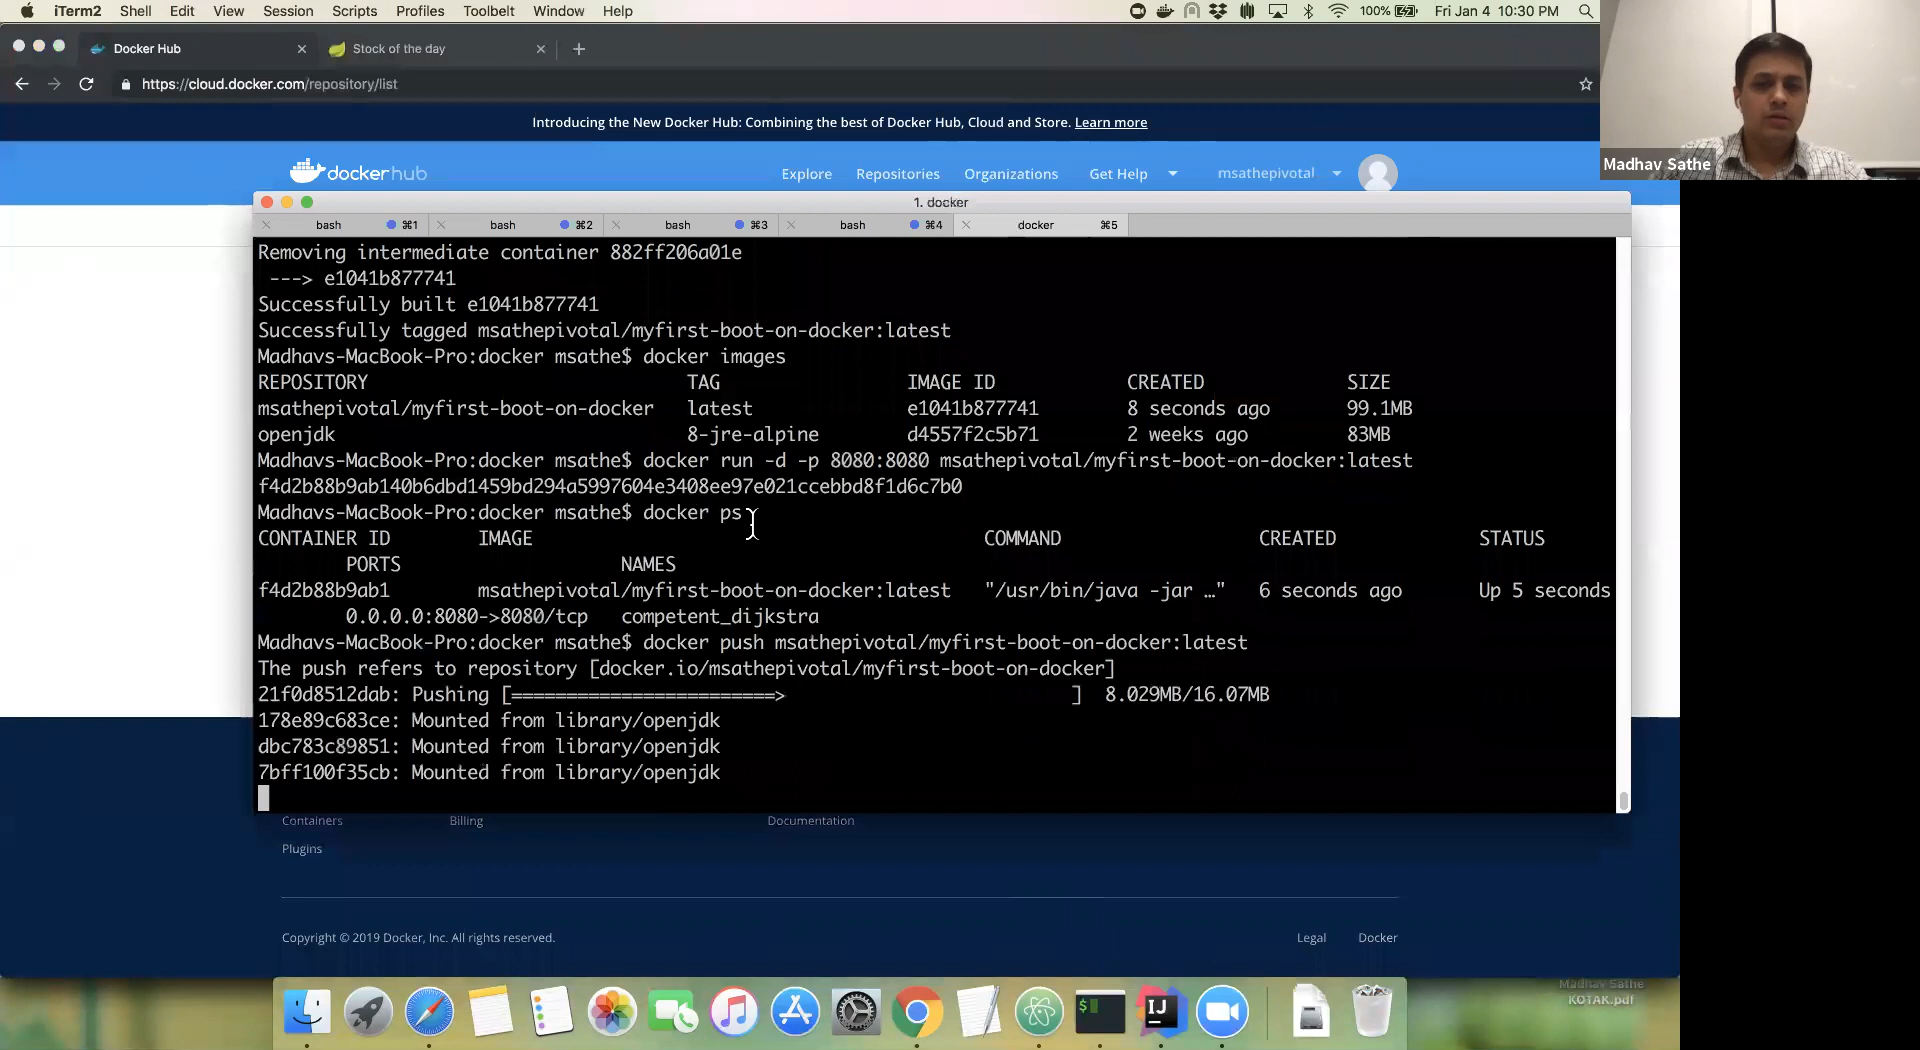 iTerm2 Shell Edit View Session Scripts Profiles Toolbelt Window Help 100% Fri Jan 4 10:30 PM
Docker Hub Stock of the day
https://cloud.docker.com/repository/list
Introducing the New Docker Hub: Combining the best of Docker Hub, Cloud and Store. Learn more
dockerhub Explore Repositories Organizations Get Help msathepivotal
Madhav Sathe
1. docker
bash ⌘1 bash ⌘2 bash ⌘3 bash ⌘4 docker ⌘5
Removing intermediate container 882ff206a01e
---> e1041b877741
Successfully built e1041b877741
Successfully tagged msathepivotal/myfirst-boot-on-docker:latest
Madhavs-MacBook-Pro:docker msathe$ docker images
REPOSITORY TAG IMAGE ID CREATED SIZE
msathepivotal/myfirst-boot-on-docker latest e1041b877741 8 seconds ago 99.1MB
openjdk 8-jre-alpine d4557f2c5b71 2 weeks ago 83MB
Madhavs-MacBook-Pro:docker msathe$ docker run -d -p 8080:8080 msathepivotal/myfirst-boot-on-docker:latest
f4d2b88b9ab140b6dbd1459bd294a5997604e3408ee97e021ccebbd8f1d6c7b0
Madhavs-MacBook-Pro:docker msathe$ docker ps
CONTAINER ID IMAGE COMMAND CREATED STATUS
PORTS NAMES
f4d2b88b9ab1 msathepivotal/myfirst-boot-on-docker:latest "/usr/bin/java -jar …" 6 seconds ago Up 5 seconds
0.0.0.0:8080->8080/tcp competent_dijkstra
Madhavs-MacBook-Pro:docker msathe$ docker push msathepivotal/myfirst-boot-on-docker:latest
The push refers to repository [docker.io/msathepivotal/myfirst-boot-on-docker]
21f0d8512dab: Pushing [========================> ] 8.029MB/16.07MB
178e89c683ce: Mounted from library/openjdk
dbc783c89851: Mounted from library/openjdk
7bff100f35cb: Mounted from library/openjdk
Containers Billing Documentation
Plugins
Copyright © 2019 Docker, Inc. All rights reserved. Legal Docker
Madhav Sathe
KOTAK.pdf
$
IJ